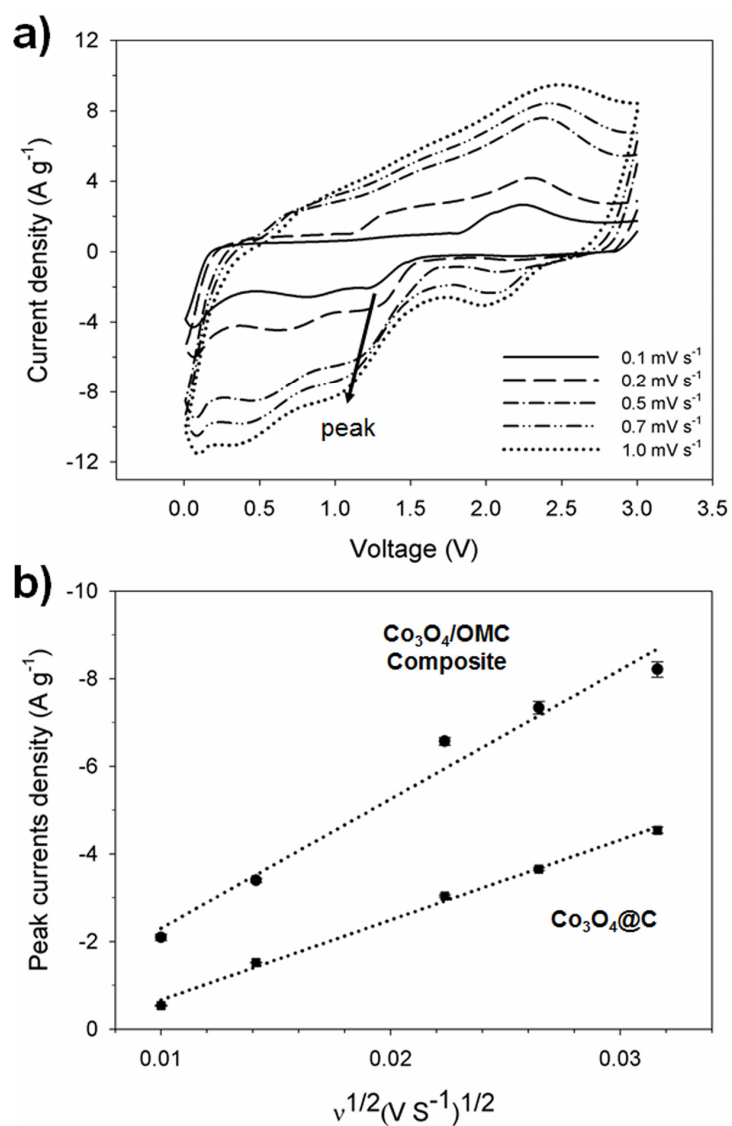 a)
12
8
4
0
-4
-8
-12
Current density (A g⁻¹)
peak
0.1 mV s⁻¹
0.2 mV s⁻¹
0.5 mV s⁻¹
0.7 mV s⁻¹
1.0 mV s⁻¹
0.0 0.5 1.0 1.5 2.0 2.5 3.0 3.5
Voltage (V)
b)
-10
-8
-6
-4
-2
0
Peak currents density (A g⁻¹)
Co₃O₄/OMC
Composite
Co₃O₄@C
0.01 0.02 0.03
ν¹/²(V S⁻¹)¹/²